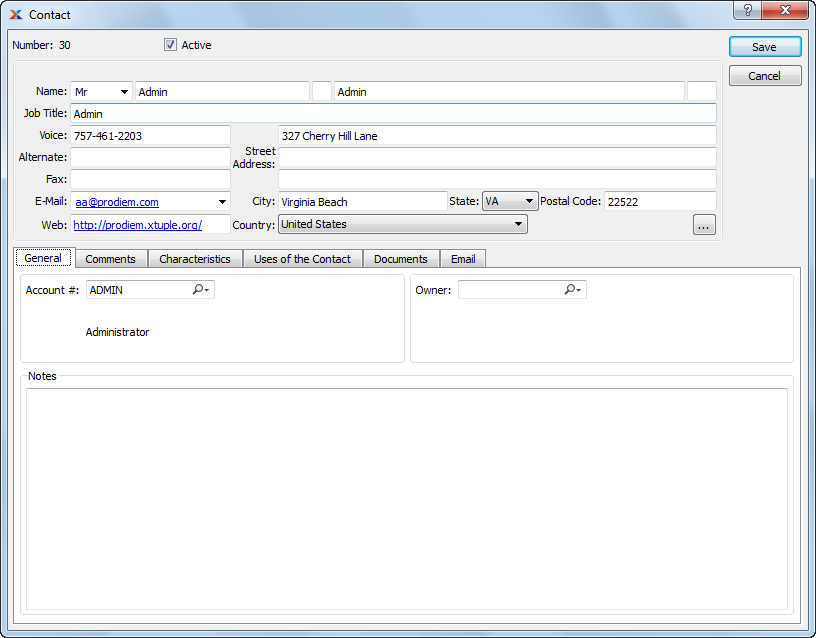 Contact
Number: 30 Active Save
Cancel
Name: Mr Admin Admin
Job Title: Admin
Voice: 757-461-2203 327 Cherry Hill Lane
Alternate: Street Address:
Fax:
E-Mail: aa@prodiem.com City: Virginia Beach State: VA Postal Code: 22522
Web: http://prodiem.xtuple.org/ Country: United States ...
General Comments Characteristics Uses of the Contact Documents Email
Account #: ADMIN Owner:
Administrator
Notes